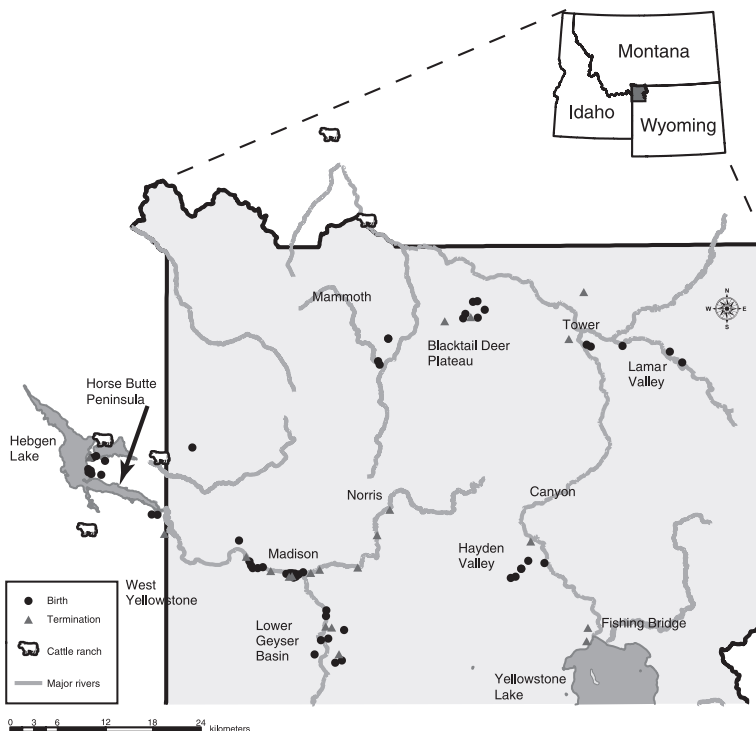 Montana
Idaho
Wyoming
N
W
E
S
Mammoth
Tower
Blacktail Deer
Plateau
Lamar
Valley
Horse Butte
Peninsula
Hebgen
Lake
Norris
Canyon
Madison
Hayden
Valley
West
Yellowstone
Lower
Geyser
Basin
Fishing Bridge
Yellowstone
Lake
Birth
Termination
Cattle ranch
Major rivers
0 3 6 12 18 24
kilometers